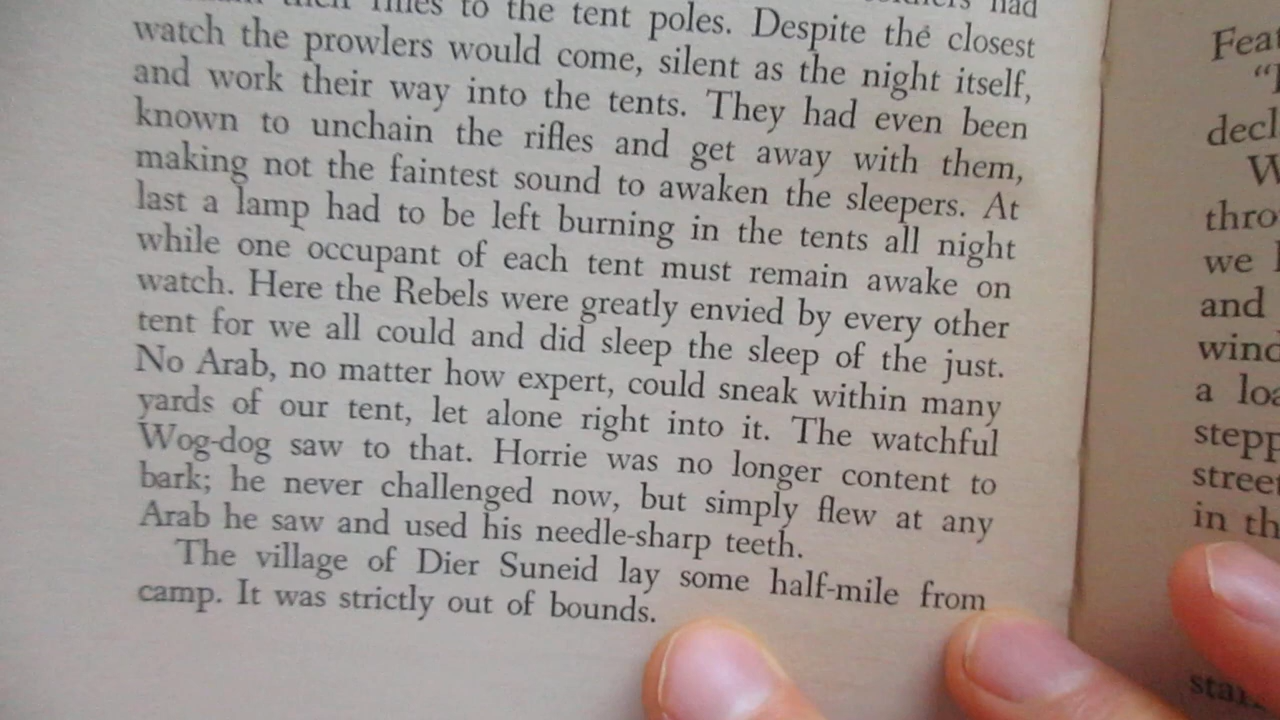 to the tent poles. Despite the closest
watch the prowlers would come, silent as the night itself,
and work their way into the tents. They had even been
known to unchain the rifles and get away with them,
making not the faintest sound to awaken the sleepers. At
last a lamp had to be left burning in the tents all night
while one occupant of each tent must remain awake on
watch. Here the Rebels were greatly envied by every other
tent for we all could and did sleep the sleep of the just.
No Arab, no matter how expert, could sneak within many
yards of our tent, let alone right into it. The watchful
Wog-dog saw to that. Horrie was no longer content to
bark; he never challenged now, but simply flew at any
Arab he saw and used his needle-sharp teeth.
The village of Dier Suneid lay some half-mile from
camp. It was strictly out of bounds.
we
and
a
in